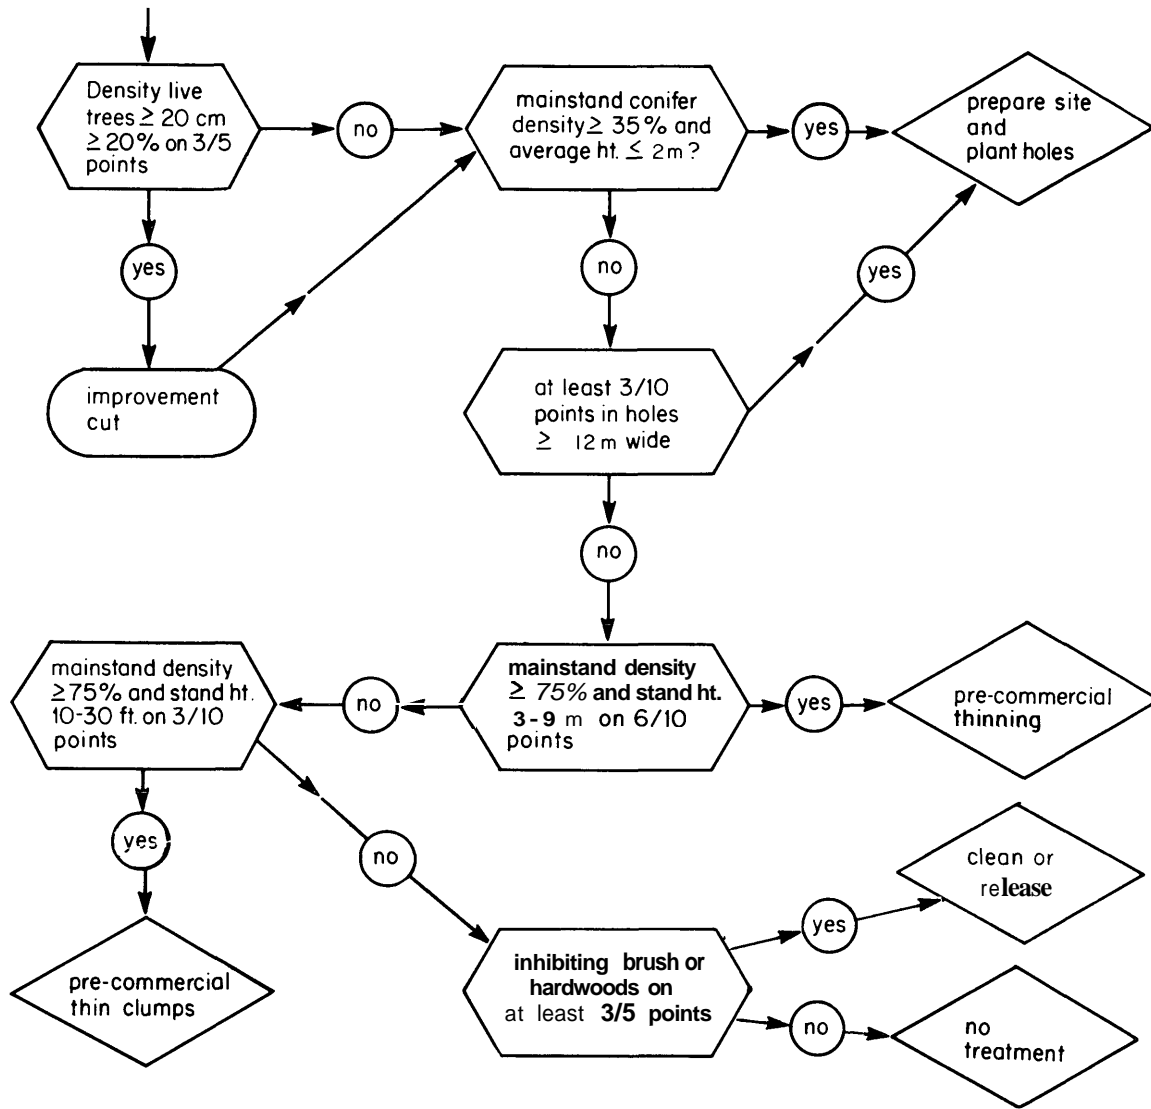 Density live
trees ≥ 20 cm
≥ 20% on 3/5
points
no
mainstand conifer
density ≥ 35% and
average ht. ≤ 2m?
yes
prepare site
and
plant holes
yes
no
yes
improvement
cut
at least 3/10
points in holes
≥ 12 m wide
no
mainstand density
≥75% and stand ht.
10-30 ft. on 3/10
points
no
mainstand density
≥ 75% and stand ht.
3-9 m on 6/10
points
yes
pre-commercial
thinning
yes
no
clean or
release
pre-commercial
thin clumps
inhibiting brush or
hardwoods on
at least 3/5 points
yes
no
no
treatment